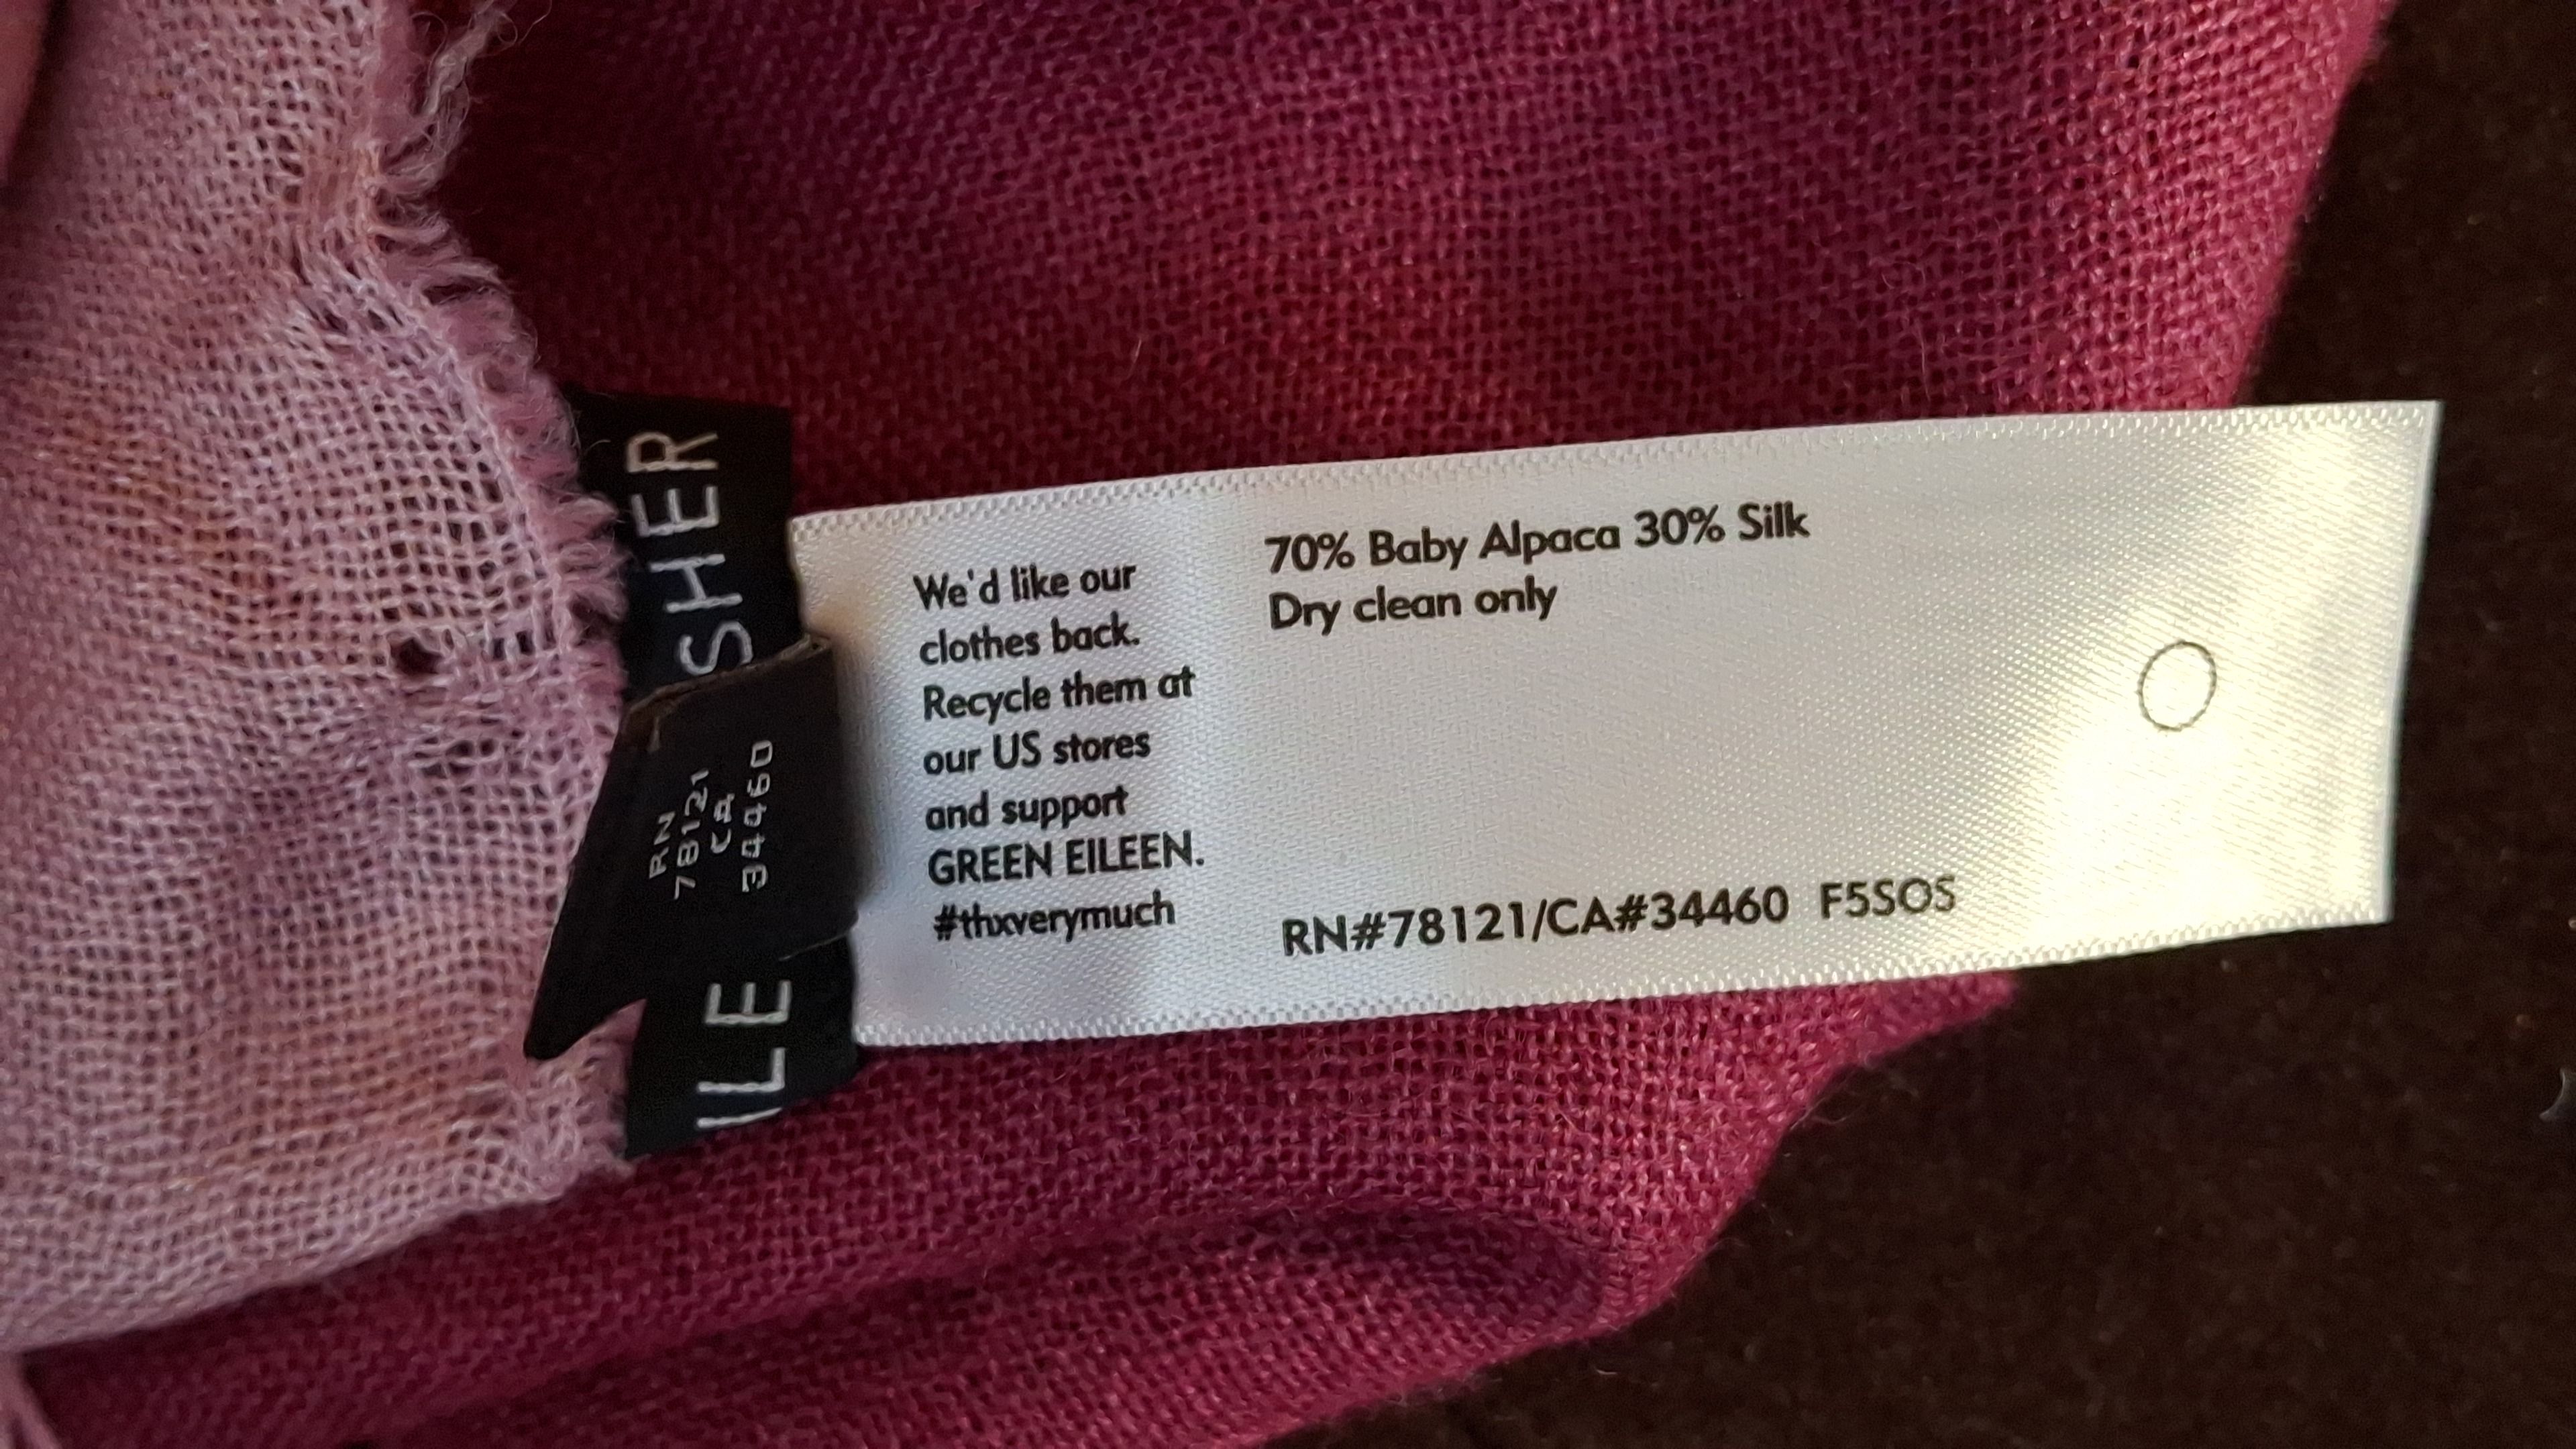 We'd like our
clothes back.
Recycle them at
our US stores
and support
GREEN EILEEN.
#thxverymuch
70% Baby Alpaca 30% Silk
Dry clean only
RN#78121/CA#34460 F5SOS
ILE
SHER
RN
78121
CA
34460